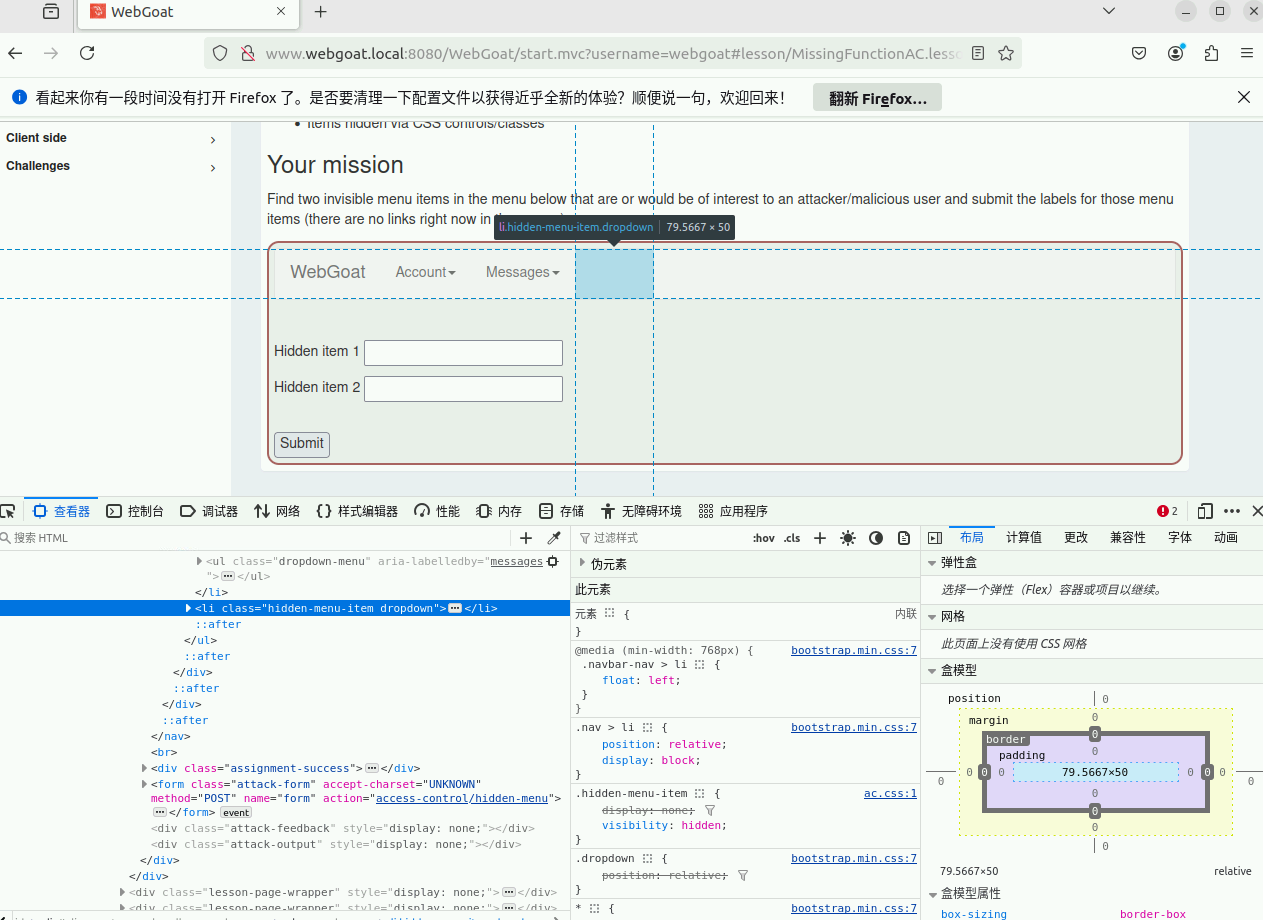 WebGoat
www.webgoat.local:8080/WebGoat/start.mvc?username=webgoat#lesson/MissingFunctionAC.lesso
看起来你有一段时间没有打开 Firefox 了。是否要清理一下配置文件以获得近乎全新的体验？顺便说一句，欢迎回来！
翻新 Firefox…
Client side
Challenges
Items hidden via CSS controls/classes
Your mission
Find two invisible menu items in the menu below that are or would be of interest to an attacker/malicious user and submit the labels for those menu
items (there are no links right now in
li.hidden-menu-item.dropdown 79.5667 × 50
WebGoat Account Messages
Hidden item 1
Hidden item 2
Submit
查看器 控制台 调试器 网络 {} 样式编辑器 性能 内存 存储 无障碍环境 应用程序 2
搜索 HTML
<ul class="dropdown-menu" aria-labelledby="messages
"> ··· </ul>
</li>
<li class="hidden-menu-item dropdown"> ··· </li>
::after
</ul>
::after
</div>
::after
</div>
::after
</nav>
<br>
<div class="assignment-success"> ··· </div>
<form class="attack-form" accept-charset="UNKNOWN"
method="POST" name="form" action="access-control/hidden-menu">
··· </form> event
<div class="attack-feedback" style="display: none;"></div>
<div class="attack-output" style="display: none;"></div>
</div>
</div>
<div class="lesson-page-wrapper" style="display: none;"> ··· </div>
<div class="lesson-page-wrapper" style="display: none;"> ··· </div>
过滤样式 :hov .cls
伪元素
此元素
元素 { 内联
}
@media (min-width: 768px) { bootstrap.min.css:7
.navbar-nav > li {
float: left;
}
}
.nav > li { bootstrap.min.css:7
position: relative;
display: block;
}
.hidden-menu-item { ac.css:1
display: none;
visibility: hidden;
}
.dropdown { bootstrap.min.css:7
position: relative;
}
* { bootstrap.min.css:7
布局 计算值 更改 兼容性 字体 动画
弹性盒
选择一个弹性（Flex）容器或项目以继续。
网格
此页面上没有使用 CSS 网格
盒模型
position 0
margin 0
border 0
padding 0
0 0 0 0 79.5667×50 0 0 0 0
0
0
0
0
79.5667×50 relative
盒模型属性
box-sizing border-box